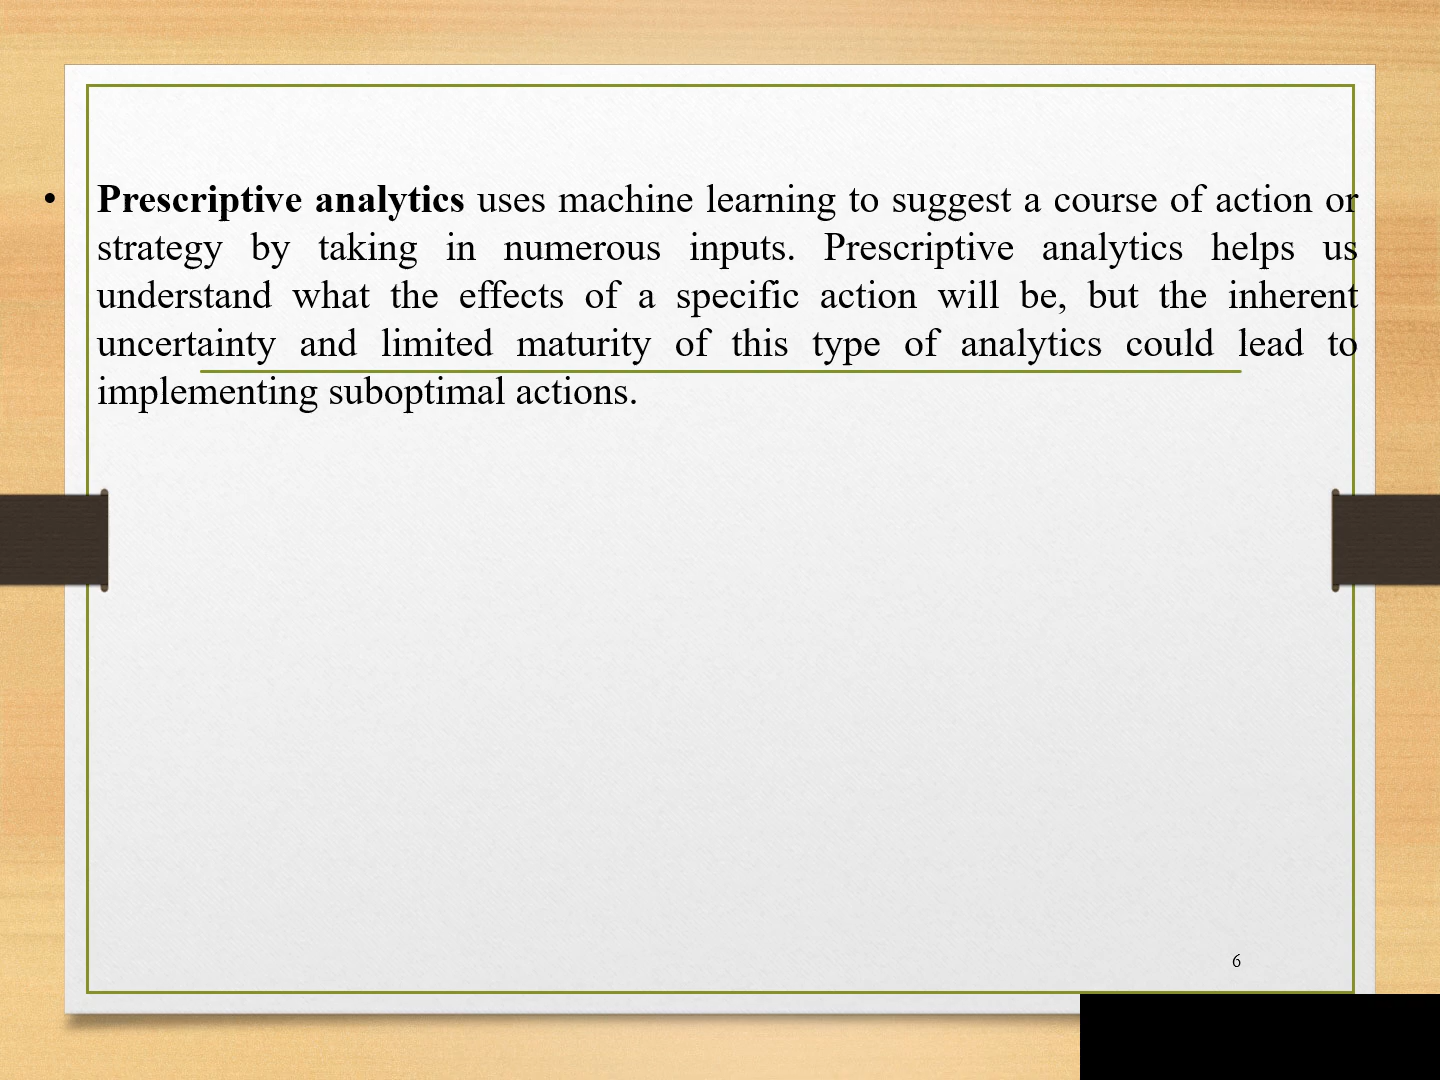 • Prescriptive analytics uses machine learning to suggest a course of action or
strategy by taking in numerous inputs. Prescriptive analytics helps us
understand what the effects of a specific action will be, but the inherent
uncertainty and limited maturity of this type of analytics could lead to
implementing suboptimal actions.
6